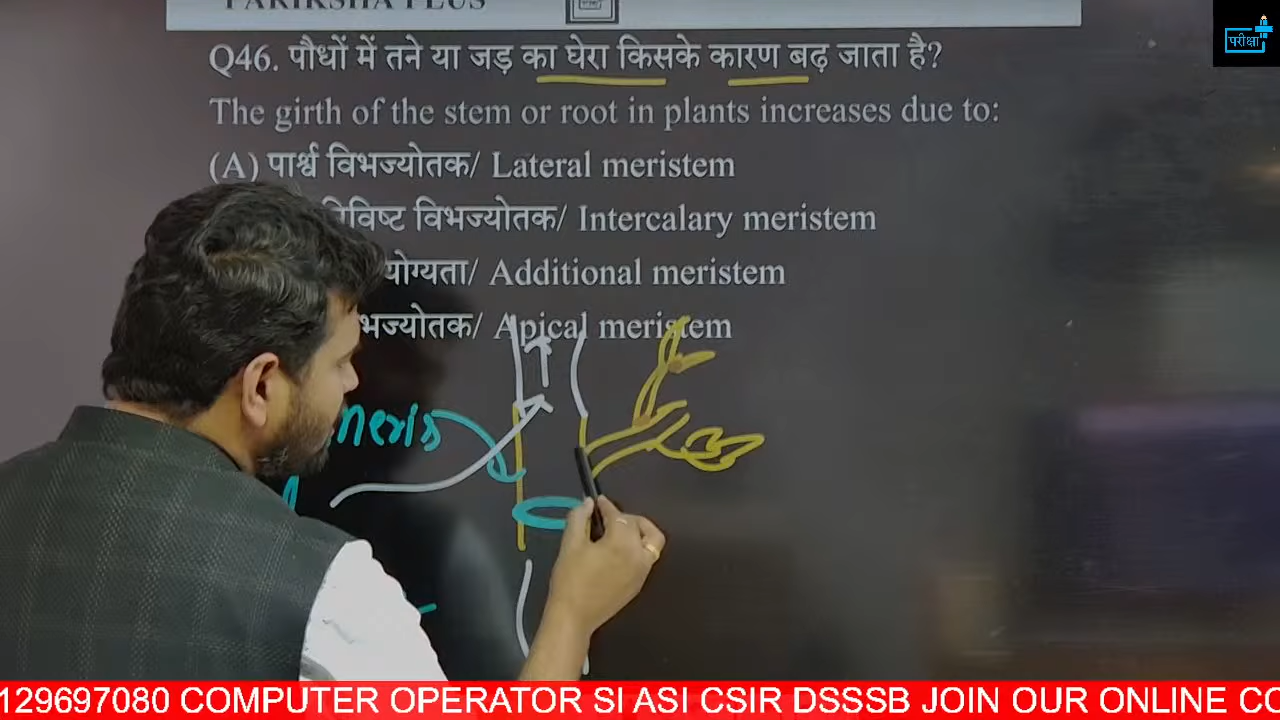 PARIKSHA PLUS
परीक्षा
Q46. पौधों में तने या जड़ का घेरा किसके कारण बढ़ जाता है?
The girth of the stem or root in plants increases due to:
(A) पार्श्व विभज्योतक/ Lateral meristem
विभज्योतक/ Intercalary meristem
योग्यता/ Additional meristem
Apical meristem
meris
129697080 COMPUTER OPERATOR SI ASI CSIR DSSSB JOIN OUR ONLINE CO